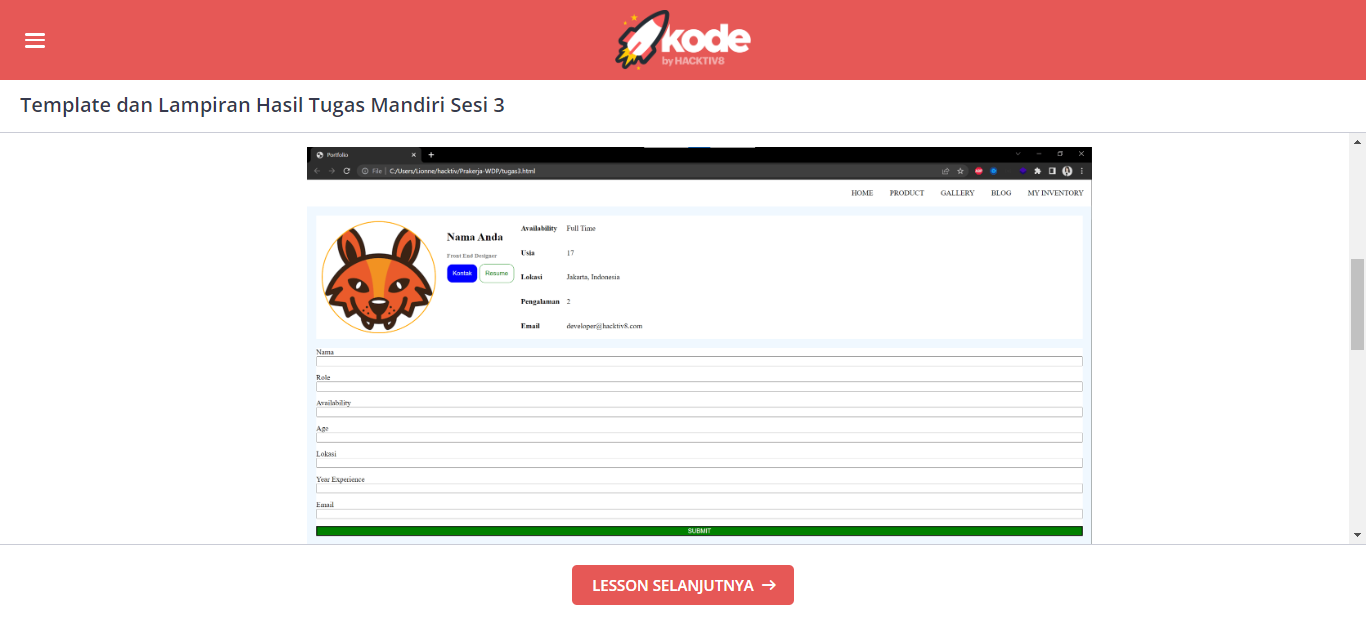 kode
by HACKTIV8
Template dan Lampiran Hasil Tugas Mandiri Sesi 3
Portfolio
File | C:/Users/Lionne/hacktiv/Prakerja-WDP/tugas3.html
HOME PRODUCT GALLERY BLOG MY INVENTORY
Nama Anda
Front End Designer
Kontak Resume
Availability Full Time
Usia 17
Lokasi Jakarta, Indonesia
Pengalaman 2
Email developer@hacktiv8.com
Nama
Role
Availability
Age
Lokasi
Year Experience
Email
SUBMIT
LESSON SELANJUTNYA →